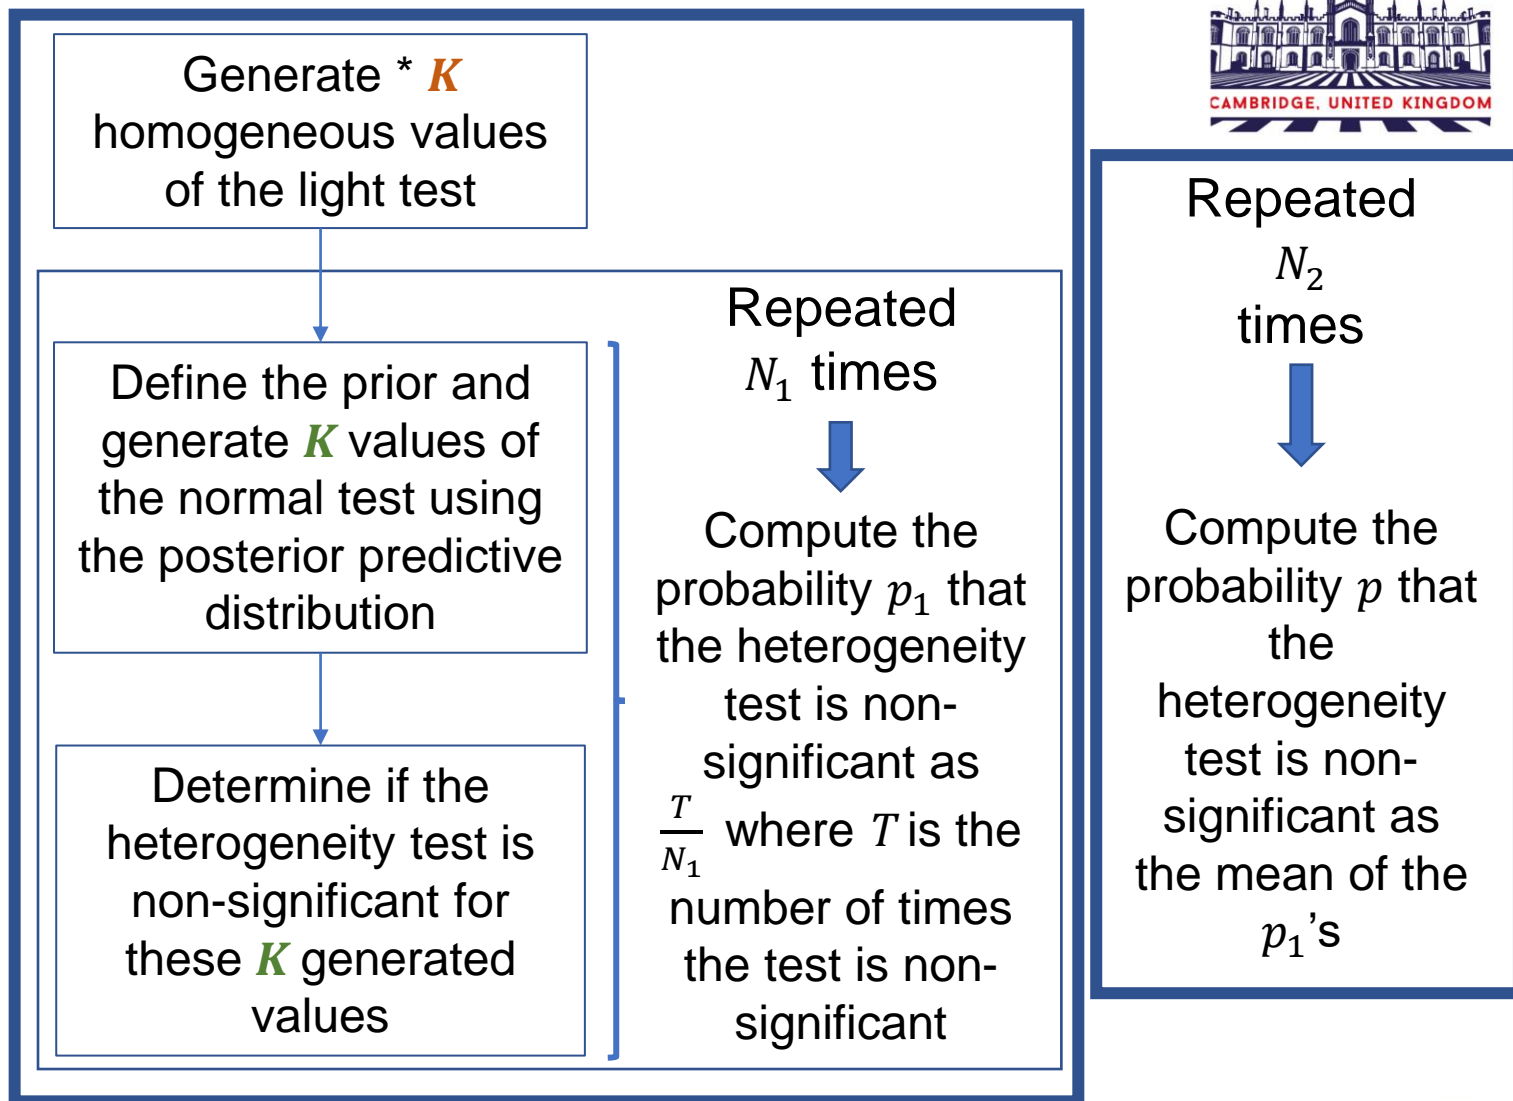 Generate * K
homogeneous values
of the light test
Define the prior and
generate K values of
the normal test using
the posterior predictive
distribution
Determine if the
heterogeneity test is
non-significant for
these K generated
values
Repeated
N₁ times
Compute the
probability p₁ that
the heterogeneity
test is non-
significant as
T/N₁ where T is the
number of times
the test is non-
significant
CAMBRIDGE, UNITED KINGDOM
Repeated
N₂
times
Compute the
probability p that
the
heterogeneity
test is non-
significant as
the mean of the
p₁’s